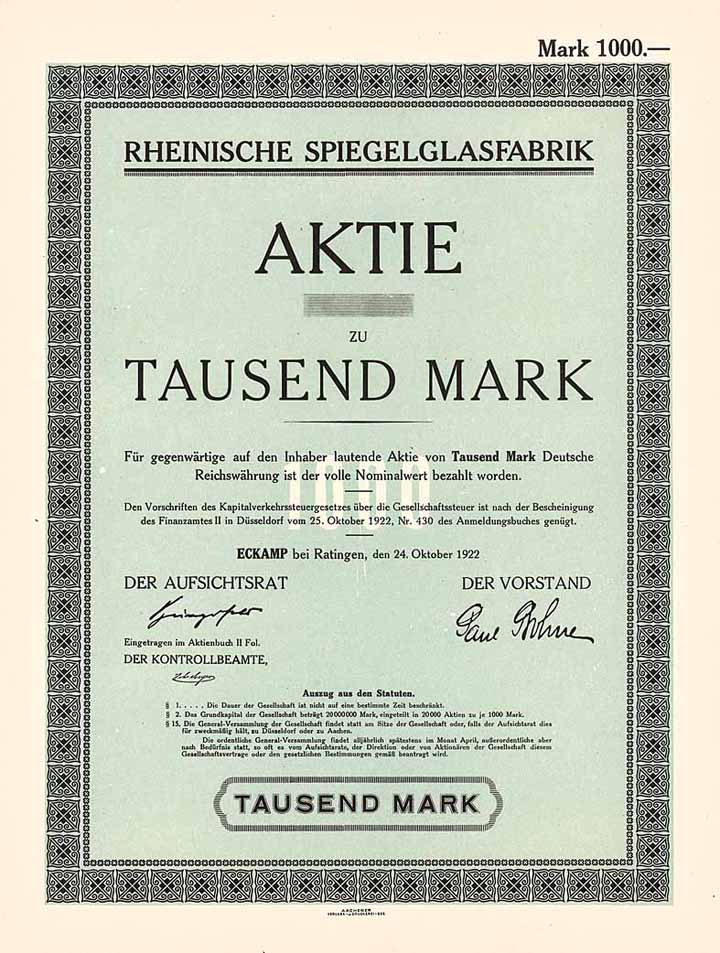 Mark 1000.—
RHEINISCHE SPIEGELGLASFABRIK
AKTIE
ZU
TAUSEND MARK
1000
Für gegenwärtige auf den Inhaber lautende Aktie von Tausend Mark Deutsche
Reichswährung ist der volle Nominalwert bezahlt worden.
Den Vorschriften des Kapitalverkehrssteuergesetzes über die Gesellschaftssteuer ist nach der Bescheinigung
des Finanzamtes II in Düsseldorf vom 25. Oktober 1922, Nr. 430 des Anmeldungsbuches genügt.
ECKAMP bei Ratingen, den 24. Oktober 1922
DER AUFSICHTSRAT DER VORSTAND
Eingetragen im Aktienbuch II Fol.
DER KONTROLLBEAMTE,
Auszug aus den Statuten.
§ 1. . . . . Die Dauer der Gesellschaft ist nicht auf eine bestimmte Zeit beschränkt.
§ 2. Das Grundkapital der Gesellschaft beträgt 20000000 Mark, eingeteilt in 20000 Aktien zu je 1000 Mark.
§ 15. Die General-Versammlung der Gesellschaft findet statt am Sitze der Gesellschaft oder, falls der Aufsichtsrat dies
für zweckmäßig hält, zu Düsseldorf oder zu Aachen.
Die ordentliche General-Versammlung findet alljährlich spätestens im Monat April, außerordentliche aber
nach Bedürfnis statt, so oft es vom Aufsichtsrate, der Direktion oder von Aktionären der Gesellschaft diesem
Gesellschaftsvertrage oder den gesetzlichen Bestimmungen gemäß beantragt wird.
TAUSEND MARK
AACHENER